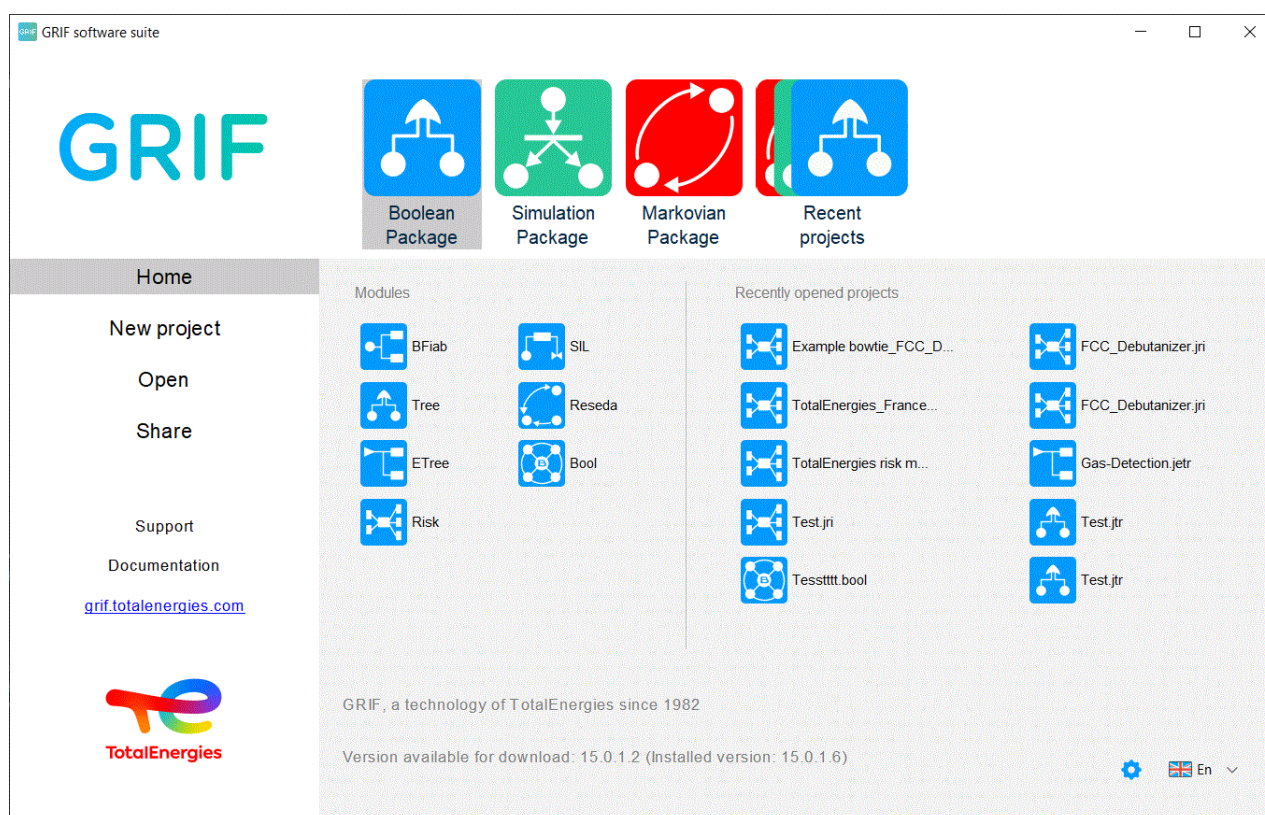 GRIF GRIF software suite
GRIF
Boolean
Package
Simulation
Package
Markovian
Package
Recent
projects
Home
New project
Open
Share
Support
Documentation
grif.totalenergies.com
TotalEnergies
Modules
BFiab
SIL
Tree
Reseda
ETree
B Bool
Risk
Recently opened projects
Example bowtie_FCC_D...
FCC_Debutanizer.jri
TotalEnergies_France...
FCC_Debutanizer.jri
TotalEnergies risk m...
Gas-Detection.jetr
Test.jri
Test.jtr
B Tesstttt.bool
Test.jtr
GRIF, a technology of TotalEnergies since 1982
Version available for download: 15.0.1.2 (Installed version: 15.0.1.6)
En